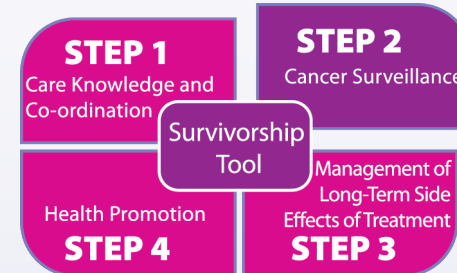 STEP 1
Care Knowledge and
Co-ordination
STEP 2
Cancer Surveillance
Survivorship
Tool
Management of
Long-Term Side
Effects of Treatment
STEP 3
Health Promotion
STEP 4